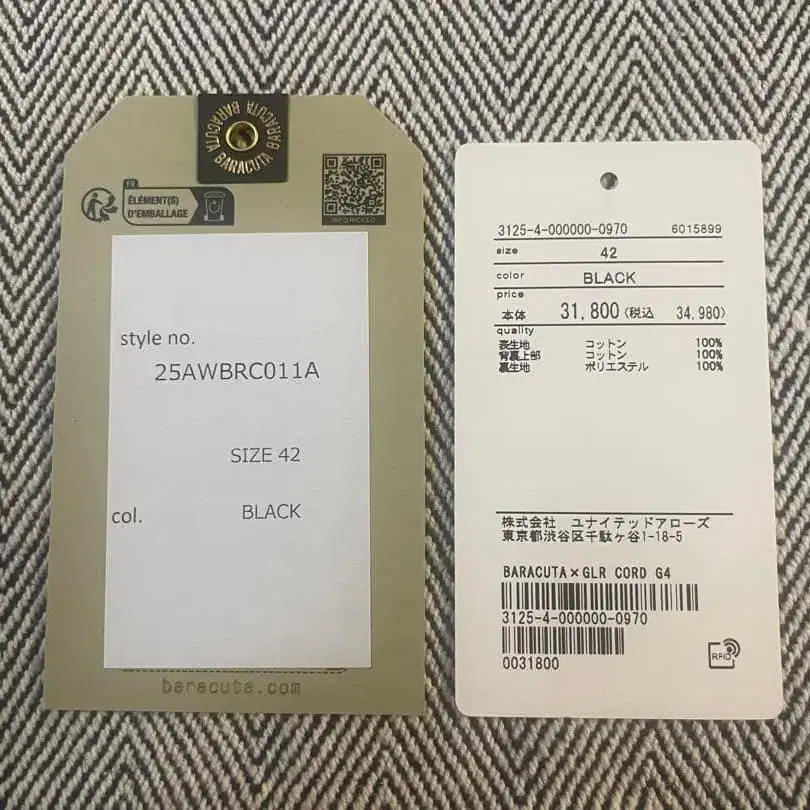 BARACUTA BARACUTA BARACUTA
FR
ÉLÉMENT(S)
D'EMBALLAGE
INFO RICICLO
style no.
25AWBRC011A
SIZE 42
col. BLACK
baracuta.com
3125-4-000000-0970 6015899
size 42
color BLACK
price
本体 31,800 (税込 34,980)
quality
表生地 コットン 100%
背裏上部 コットン 100%
裏生地 ポリエステル 100%
株式会社 ユナイテッドアローズ
東京都渋谷区千駄ヶ谷1-18-5
BARACUTA×GLR CORD G4
3125-4-000000-0970
0031800
RFID